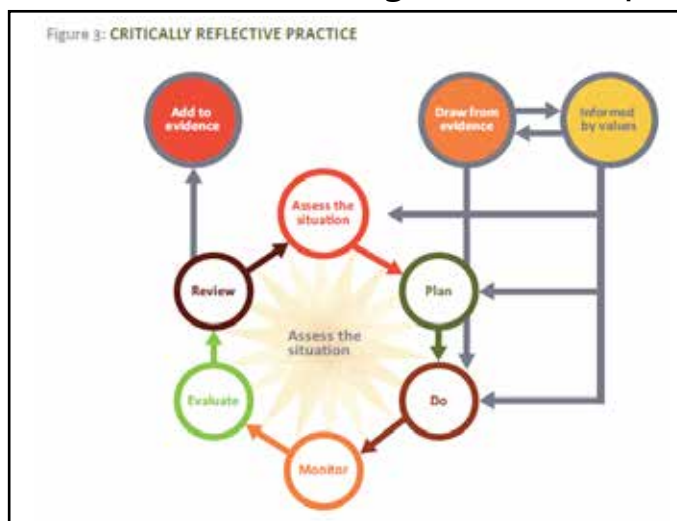 Figure 3: CRITICALLY REFLECTIVE PRACTICE
Add to
evidence
Draw from
evidence
Informed
by values
Assess the
situation
Review
Plan
Assess the
situation
Evaluate
Do
Monitor